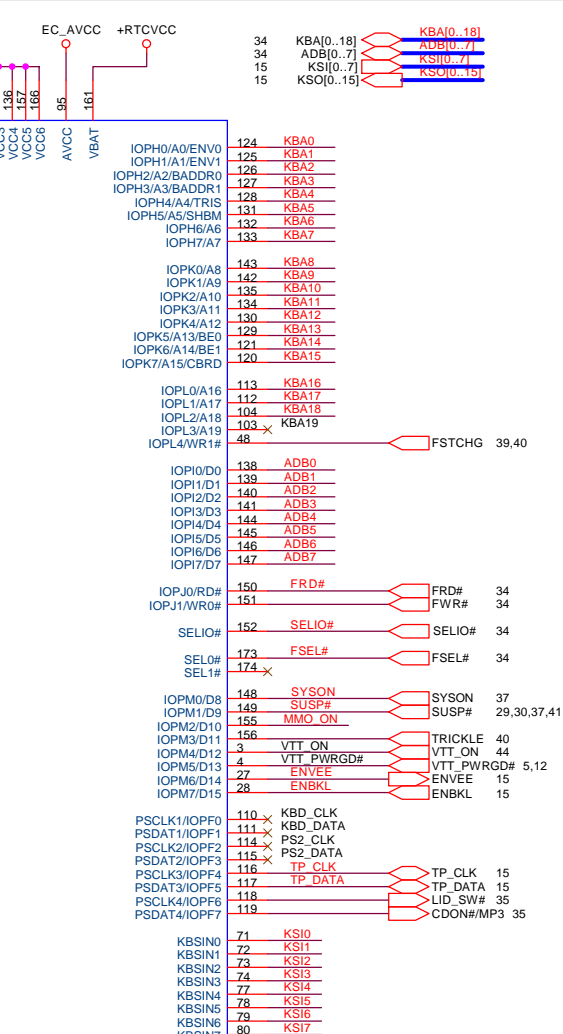 EC_AVCC +RTCVCC
34 KBA[0..18] KBA[0..18]
34 ADB[0..7] ADB[0..7]
15 KSI[0..7] KSI[0..7]
15 KSO[0..15] KSO[0..15]
136 157 166 95 161
VCC4 VCC5 VCC6 AVCC VBAT
IOPH0/A0/ENV0 124 KBA0
IOPH1/A1/ENV1 125 KBA1
IOPH2/A2/BADDR0 126 KBA2
IOPH3/A3/BADDR1 127 KBA3
IOPH4/A4/TRIS 128 KBA4
IOPH5/A5/SHBM 131 KBA5
IOPH6/A6 132 KBA6
IOPH7/A7 133 KBA7
IOPK0/A8 143 KBA8
IOPK1/A9 142 KBA9
IOPK2/A10 135 KBA10
IOPK3/A11 134 KBA11
IOPK4/A12 130 KBA12
IOPK5/A13/BE0 129 KBA13
IOPK6/A14/BE1 121 KBA14
IOPK7/A15/CBRD 120 KBA15
IOPL0/A16 113 KBA16
IOPL1/A17 112 KBA17
IOPL2/A18 104 KBA18
IOPL3/A19 103 KBA19
IOPL4/WR1# 48 FSTCHG 39,40
IOPI0/D0 138 ADB0
IOPI1/D1 139 ADB1
IOPI2/D2 140 ADB2
IOPI3/D3 141 ADB3
IOPI4/D4 144 ADB4
IOPI5/D5 145 ADB5
IOPI6/D6 146 ADB6
IOPI7/D7 147 ADB7
IOPJ0/RD# 150 FRD# FRD# 34
IOPJ1/WR0# 151 FWR# 34
SELIO# 152 SELIO# SELIO# 34
SEL0# 173 FSEL# FSEL# 34
SEL1# 174
IOPM0/D8 148 SYSON SYSON 37
IOPM1/D9 149 SUSP# SUSP# 29,30,37,41
IOPM2/D10 155 MMO_ON
IOPM3/D11 156 TRICKLE 40
IOPM4/D12 3 VTT_ON VTT_ON 44
IOPM5/D13 4 VTT_PWRGD# VTT_PWRGD# 5,12
IOPM6/D14 27 ENVEE ENVEE 15
IOPM7/D15 28 ENBKL ENBKL 15
PSCLK1/IOPF0 110 KBD_CLK
PSDAT1/IOPF1 111 KBD_DATA
PSCLK2/IOPF2 114 PS2_CLK
PSDAT2/IOPF3 115 PS2_DATA
PSCLK3/IOPF4 116 TP_CLK TP_CLK 15
PSDAT3/IOPF5 117 TP_DATA TP_DATA 15
PSCLK4/IOPF6 118 LID_SW# 35
PSDAT4/IOPF7 119 CDON#/MP3 35
KBSIN0 71 KSI0
KBSIN1 72 KSI1
KBSIN2 73 KSI2
KBSIN3 74 KSI3
KBSIN4 77 KSI4
KBSIN5 78 KSI5
KBSIN6 79 KSI6
80 KSI7